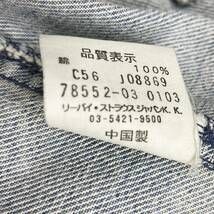 品質表示
綿 100%
C56 J08869
78552-03 0103
リーバイ・ストラウス ジャパンK.K.
03-5421-9500
中国製